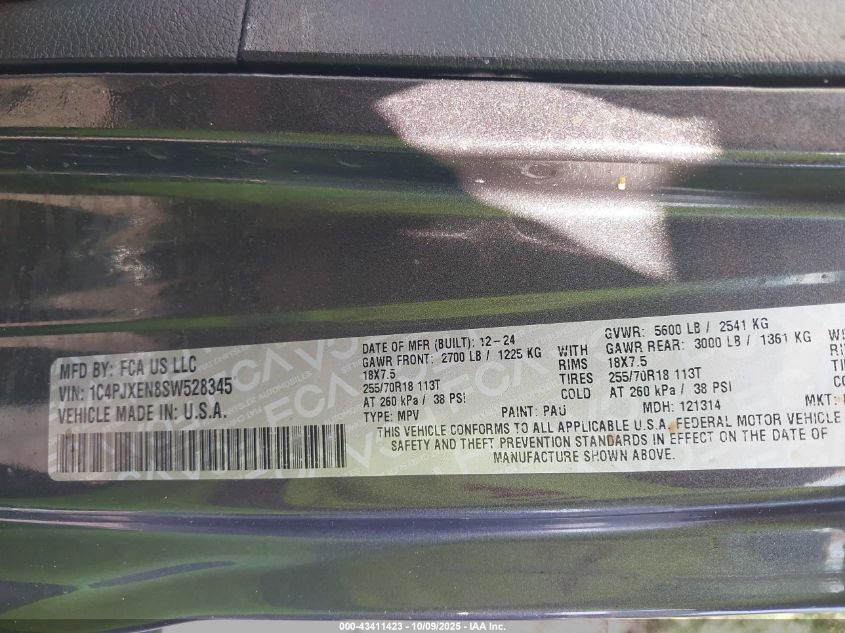 MFD BY: FCA US LLC
VIN: 1C4PJXEN8SW528345
VEHICLE MADE IN: U.S.A.
DATE OF MFR (BUILT): 12-24 GVWR: 5600 LB / 2541 KG
GAWR FRONT: 2700 LB / 1225 KG WITH GAWR REAR: 3000 LB / 1361 KG WI
18X7.5 RIMS 18X7.5
255/70R18 113T TIRES 255/70R18 113T
AT 260 kPa / 38 PSI COLD AT 260 kPa / 38 PSI
TYPE: MPV PAINT: PAU MDH: 121314 MKT:
THIS VEHICLE CONFORMS TO ALL APPLICABLE U.S.A. FEDERAL MOTOR VEHICLE
SAFETY AND THEFT PREVENTION STANDARDS IN EFFECT ON THE DATE OF
MANUFACTURE SHOWN ABOVE.
000-43411423 - 10/09/2025 - IAA Inc.